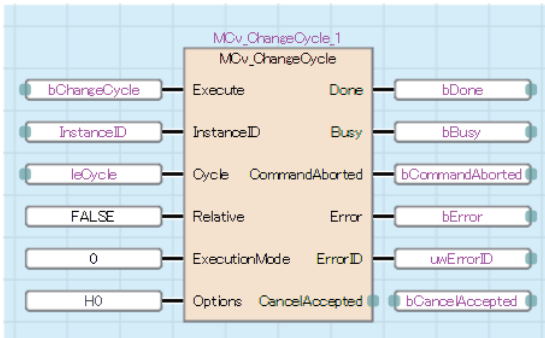 MCv_ChangeCycle_1
MCv_ChangeCycle
bChangeCycle Execute Done bDone
InstanceID InstanceID Busy bBusy
leCycle Cycle CommandAborted bCommandAborted
FALSE Relative Error bError
0 ExecutionMode ErrorID uwErrorID
H0 Options CancelAccepted bCancelAccepted